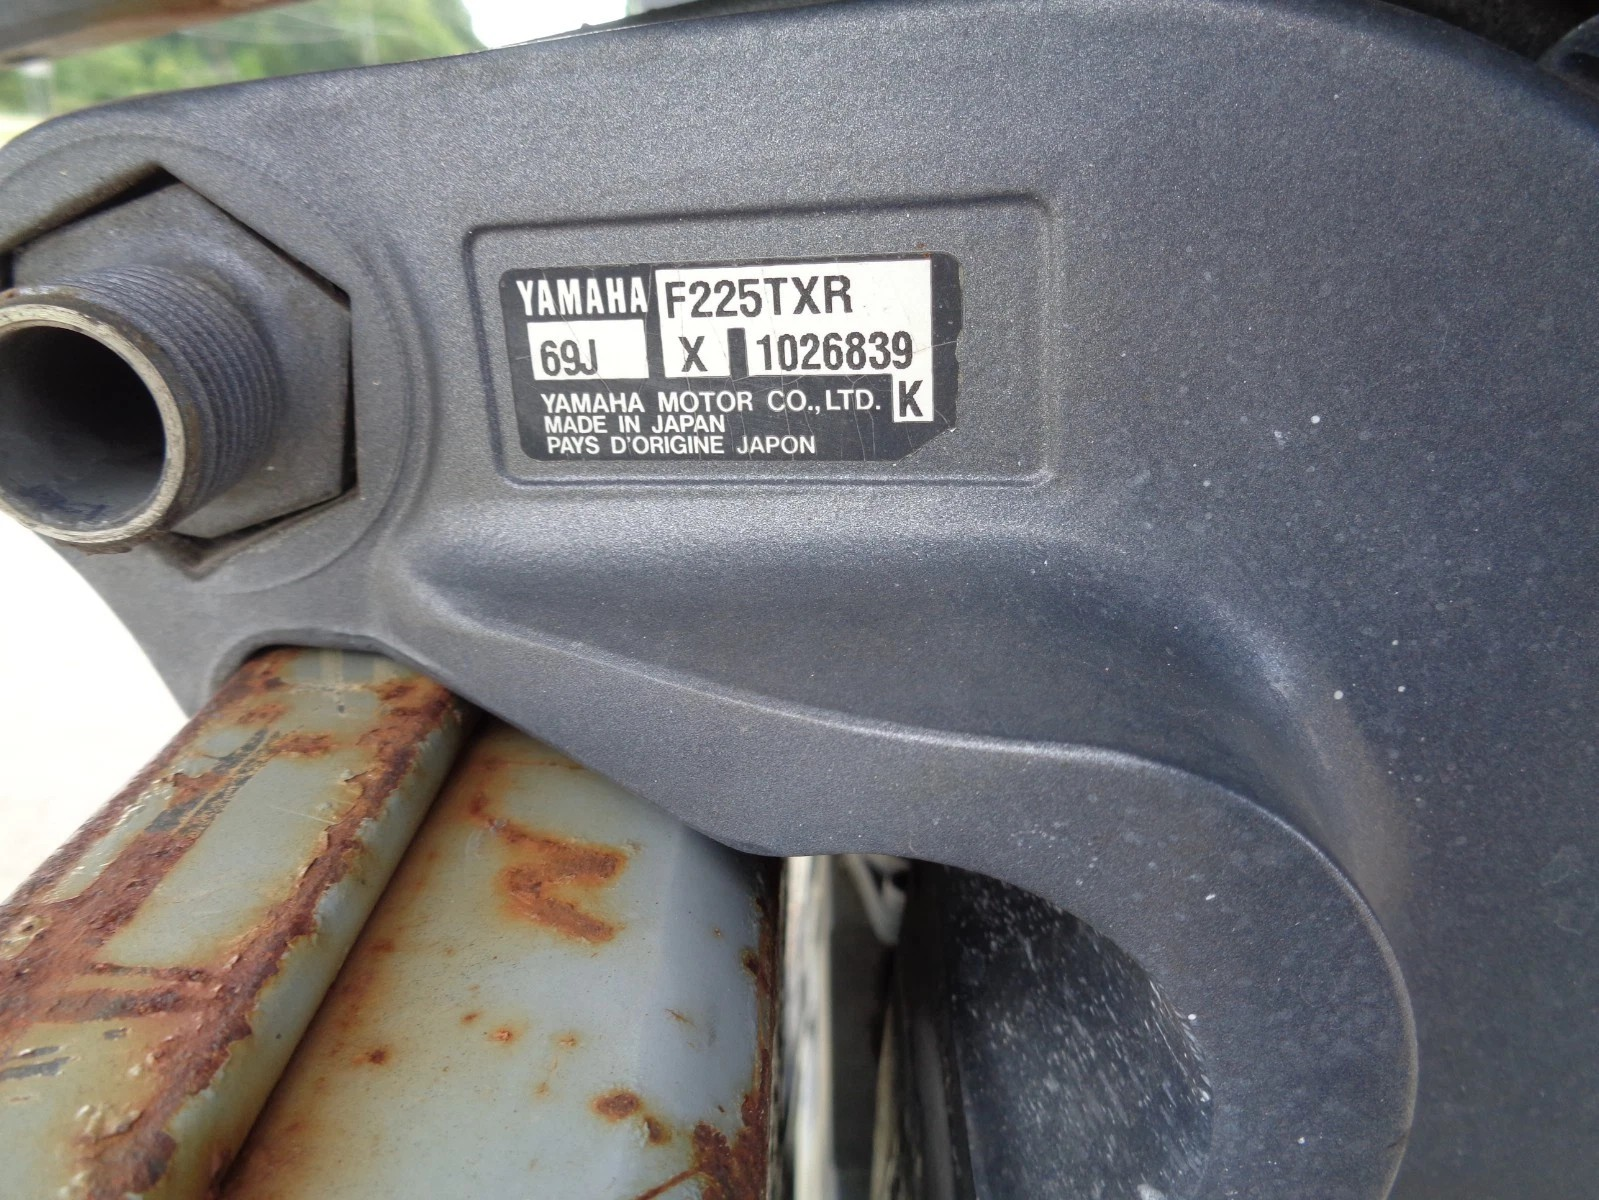 YAMAHA F225TXR
69J X 1026839
YAMAHA MOTOR CO.,LTD. K
MADE IN JAPAN
PAYS D'ORIGINE JAPON